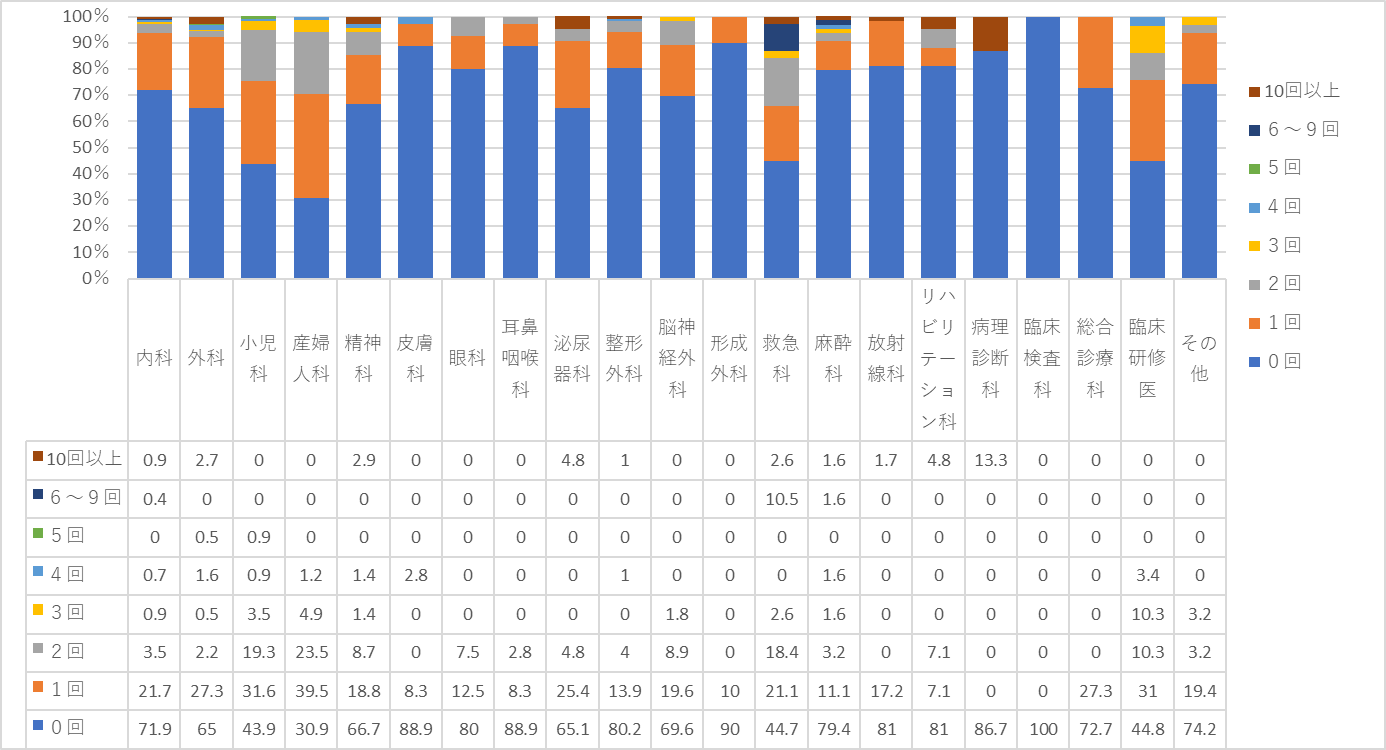 100%
90%
80%
70%
60%
50%
40%
30%
20%
10%
0%
10回以上
6～9回
5回
4回
3回
2回
1回
0回
内科 外科 小児科 産婦人科 精神科 皮膚科 眼科 耳鼻咽喉科 泌尿器科 整形外科 脳神経外科 形成外科 救急科 麻酔科 放射線科 リハビリテーション科 病理診断科 臨床検査科 総合診療科 臨床研修医 その他
10回以上 0.9 2.7 0 0 2.9 0 0 0 4.8 1 0 0 2.6 1.6 1.7 4.8 13.3 0 0 0 0
6～9回 0.4 0 0 0 0 0 0 0 0 0 0 0 10.5 1.6 0 0 0 0 0 0 0
5回 0 0.5 0.9 0 0 0 0 0 0 0 0 0 0 0 0 0 0 0 0 0 0
4回 0.7 1.6 0.9 1.2 1.4 2.8 0 0 0 1 0 0 0 1.6 0 0 0 0 0 3.4 0
3回 0.9 0.5 3.5 4.9 1.4 0 0 0 0 0 1.8 0 2.6 1.6 0 0 0 0 0 10.3 3.2
2回 3.5 2.2 19.3 23.5 8.7 0 7.5 2.8 4.8 4 8.9 0 18.4 3.2 0 7.1 0 0 0 10.3 3.2
1回 21.7 27.3 31.6 39.5 18.8 8.3 12.5 8.3 25.4 13.9 19.6 10 21.1 11.1 17.2 7.1 0 0 27.3 31 19.4
0回 71.9 65 43.9 30.9 66.7 88.9 80 88.9 65.1 80.2 69.6 90 44.7 79.4 81 81 86.7 100 72.7 44.8 74.2